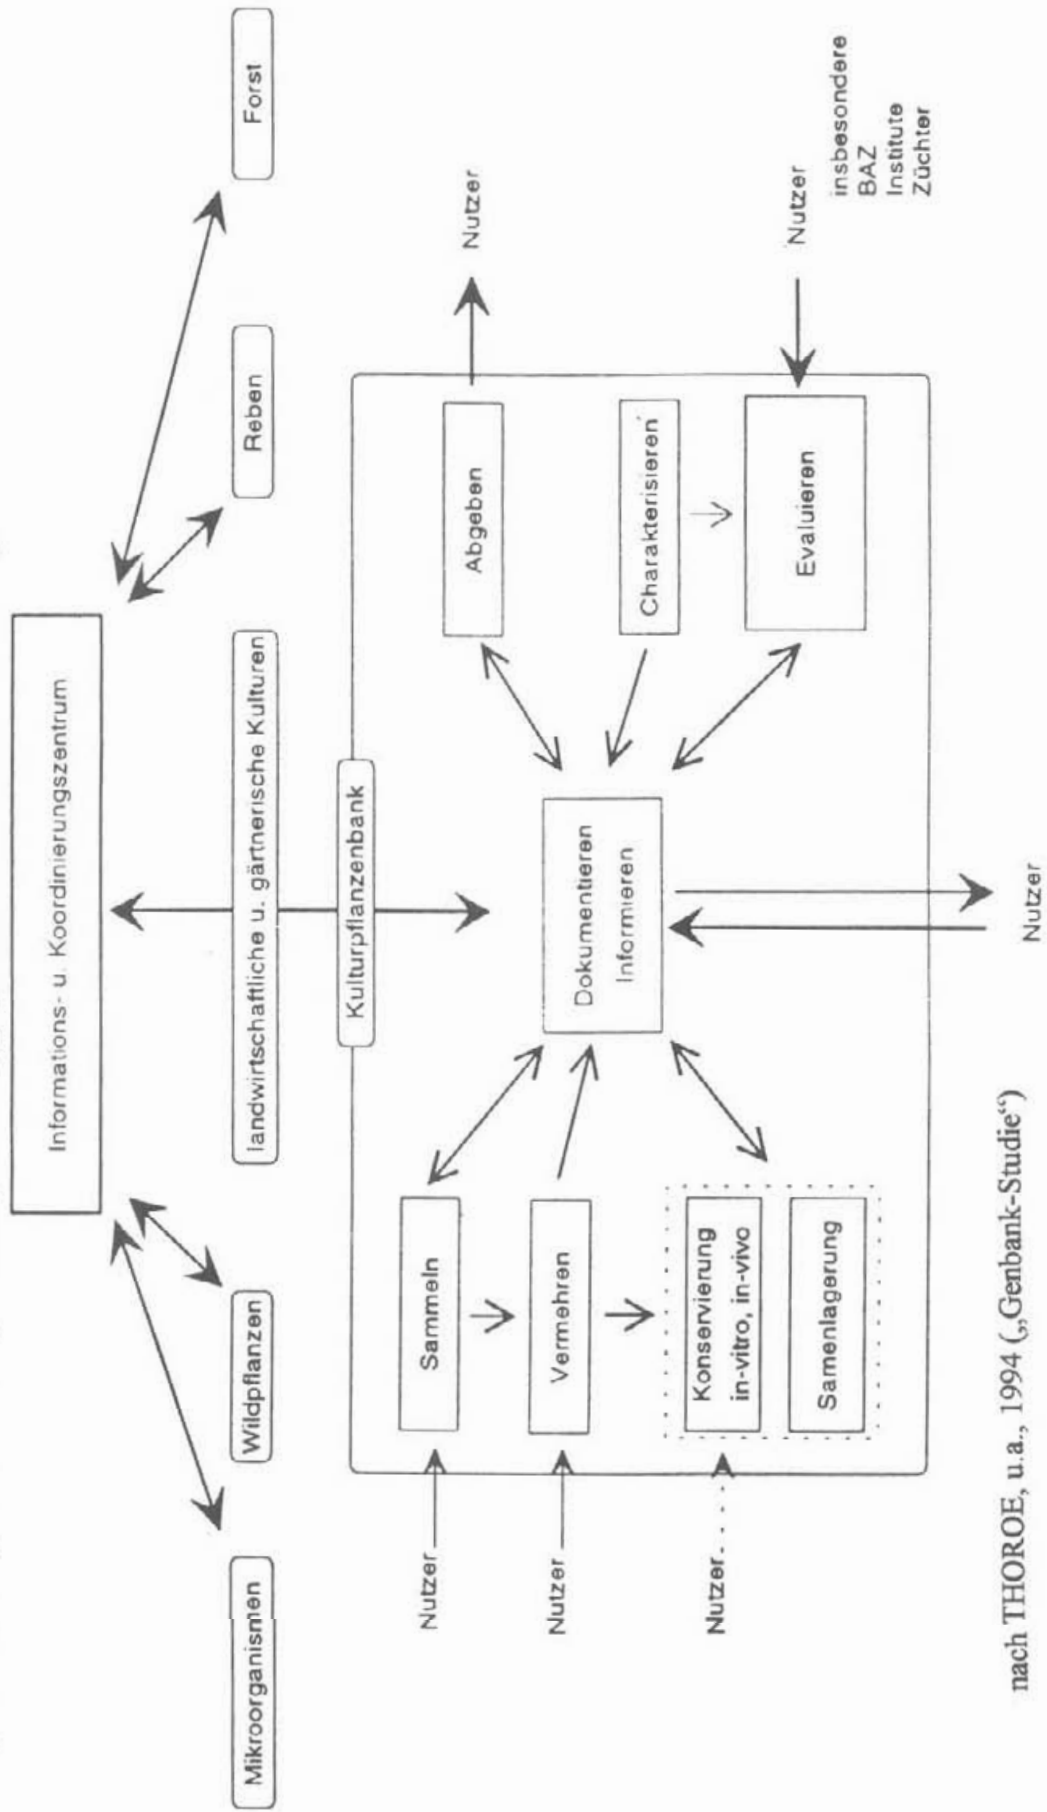 Informations- u. Koordinierungszentrum
Mikroorganismen
Wildpflanzen
landwirtschaftliche u. gärtnerische Kulturen
Reben
Forst
Kulturpflanzenbank
Nutzer
Sammeln
Nutzer
Vermehren
Nutzer
Konservierung
in-vitro, in-vivo
Samenlagerung
Dokumentieren
Informieren
Abgeben
Nutzer
Charakterisieren
Evaluieren
Nutzer
insbesondere
BAZ
Institute
Züchter
Nutzer
nach THOROE, u.a., 1994 („Genbank-Studie“)